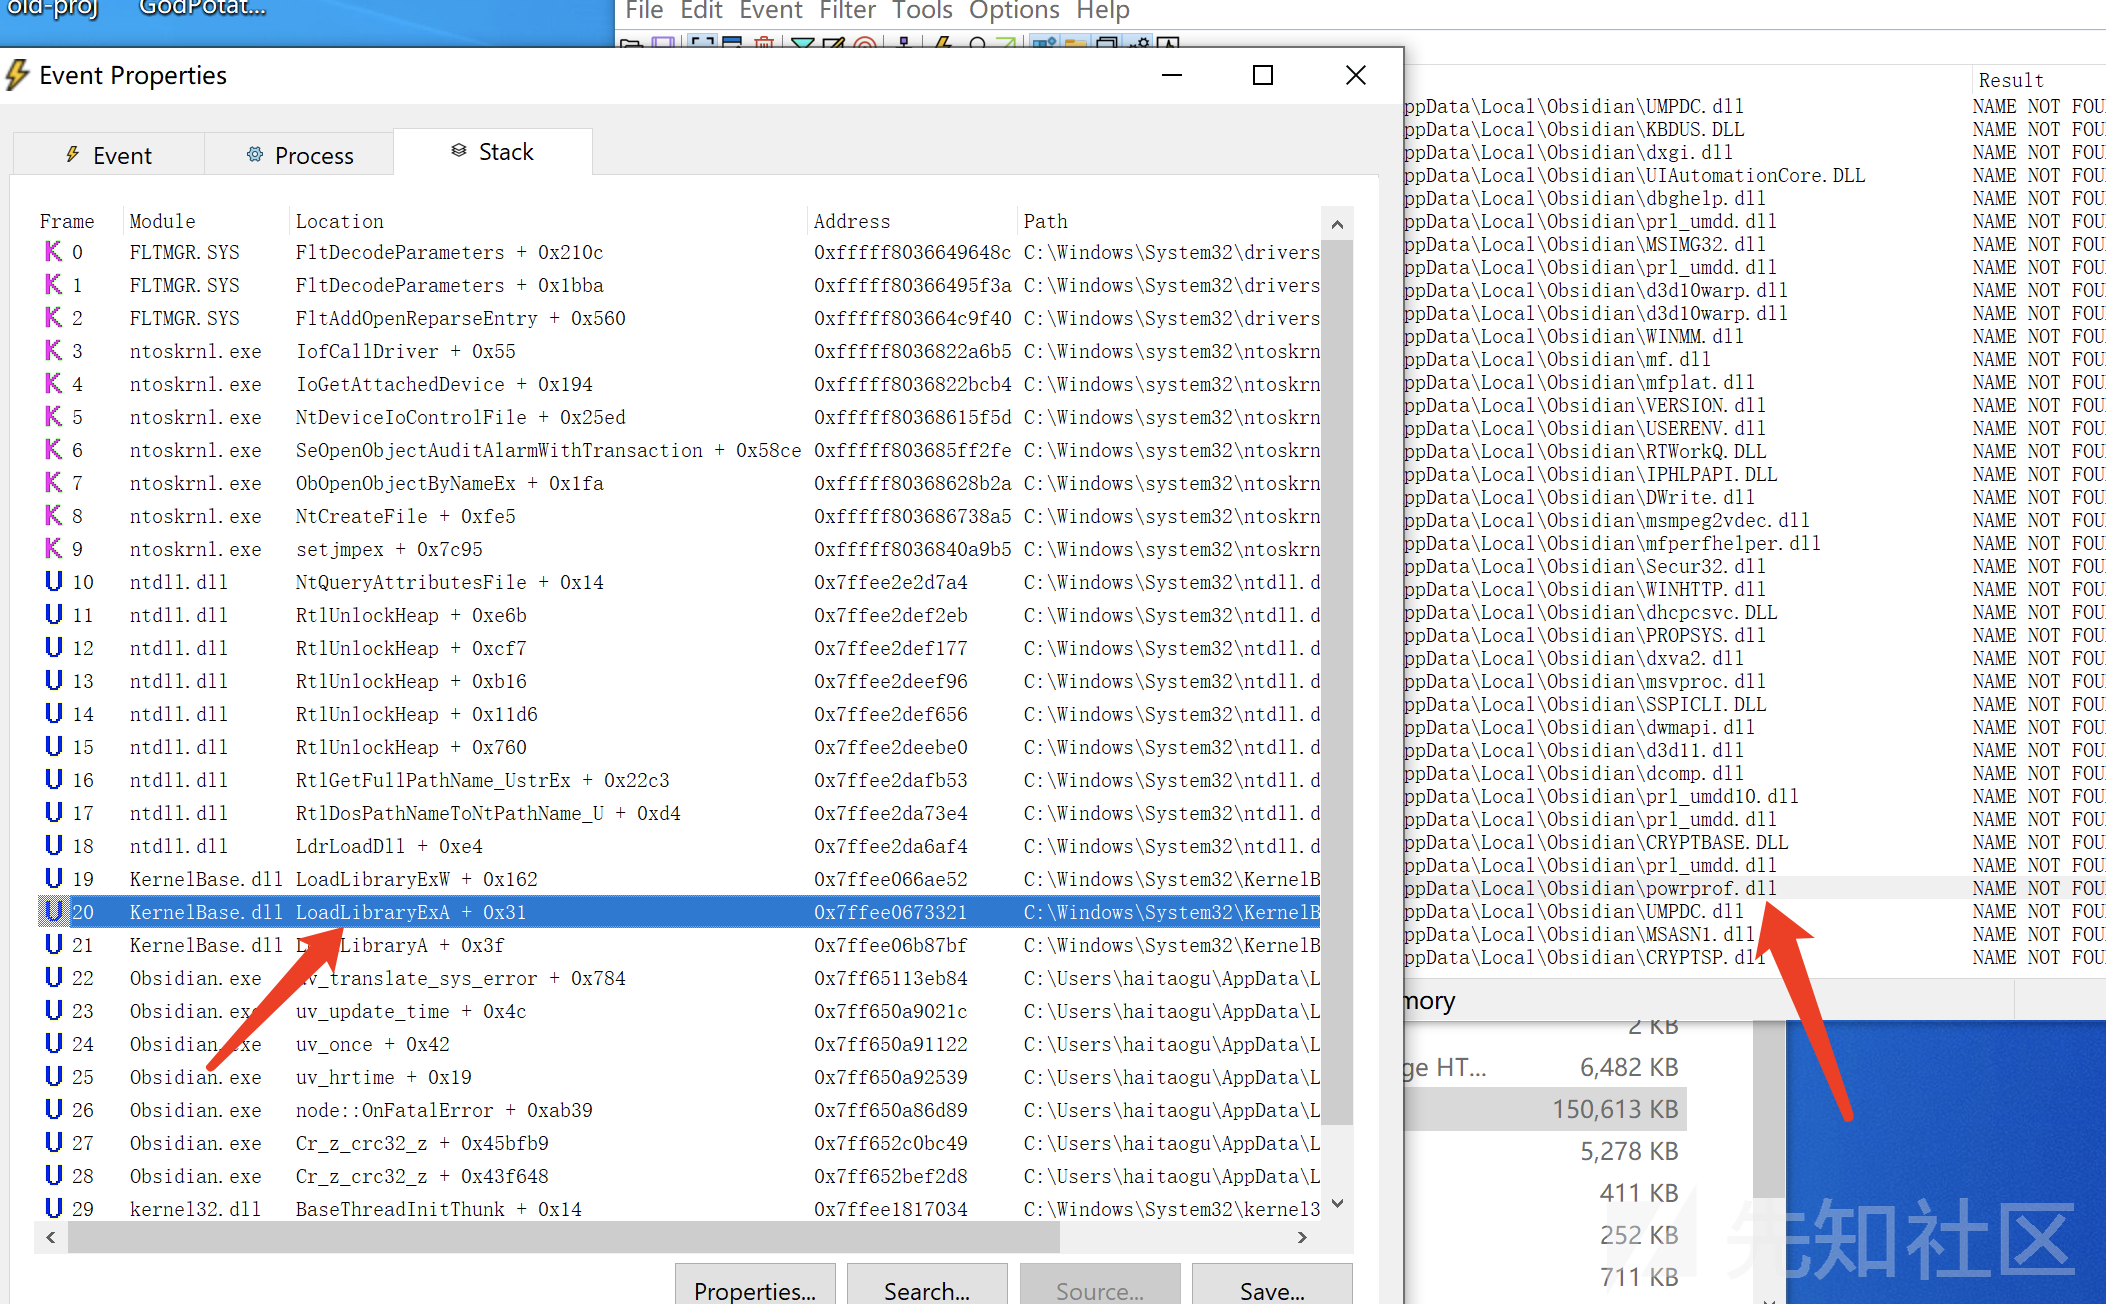 old-proj GodPotat...
File Edit Event Filter Tools Options Help
Event Properties
Event Process Stack
Frame Module Location Address Path
K 0 FLTMGR.SYS FltDecodeParameters + 0x210c 0xfffff8036649648c C:\Windows\System32\drivers
K 1 FLTMGR.SYS FltDecodeParameters + 0x1bba 0xfffff80366495f3a C:\Windows\System32\drivers
K 2 FLTMGR.SYS FltAddOpenReparseEntry + 0x560 0xfffff803664c9f40 C:\Windows\System32\drivers
K 3 ntoskrnl.exe IofCallDriver + 0x55 0xfffff8036822a6b5 C:\Windows\system32\ntoskrn
K 4 ntoskrnl.exe IoGetAttachedDevice + 0x194 0xfffff8036822bcb4 C:\Windows\system32\ntoskrn
K 5 ntoskrnl.exe NtDeviceIoControlFile + 0x25ed 0xfffff80368615f5d C:\Windows\system32\ntoskrn
K 6 ntoskrnl.exe SeOpenObjectAuditAlarmWithTransaction + 0x58ce 0xfffff803685ff2fe C:\Windows\system32\ntoskrn
K 7 ntoskrnl.exe ObOpenObjectByNameEx + 0x1fa 0xfffff80368628b2a C:\Windows\system32\ntoskrn
K 8 ntoskrnl.exe NtCreateFile + 0xfe5 0xfffff803686738a5 C:\Windows\system32\ntoskrn
K 9 ntoskrnl.exe setjmpex + 0x7c95 0xfffff8036840a9b5 C:\Windows\system32\ntoskrn
U 10 ntdll.dll NtQueryAttributesFile + 0x14 0x7ffee2e2d7a4 C:\Windows\System32\ntdll.d
U 11 ntdll.dll RtlUnlockHeap + 0xe6b 0x7ffee2def2eb C:\Windows\System32\ntdll.d
U 12 ntdll.dll RtlUnlockHeap + 0xcf7 0x7ffee2def177 C:\Windows\System32\ntdll.d
U 13 ntdll.dll RtlUnlockHeap + 0xb16 0x7ffee2deef96 C:\Windows\System32\ntdll.d
U 14 ntdll.dll RtlUnlockHeap + 0x11d6 0x7ffee2def656 C:\Windows\System32\ntdll.d
U 15 ntdll.dll RtlUnlockHeap + 0x760 0x7ffee2deebe0 C:\Windows\System32\ntdll.d
U 16 ntdll.dll RtlGetFullPathName_UstrEx + 0x22c3 0x7ffee2dafb53 C:\Windows\System32\ntdll.d
U 17 ntdll.dll RtlDosPathNameToNtPathName_U + 0xd4 0x7ffee2da73e4 C:\Windows\System32\ntdll.d
U 18 ntdll.dll LdrLoadDll + 0xe4 0x7ffee2da6af4 C:\Windows\System32\ntdll.d
U 19 KernelBase.dll LoadLibraryExW + 0x162 0x7ffee066ae52 C:\Windows\System32\KernelB
U 20 KernelBase.dll LoadLibraryExA + 0x31 0x7ffee0673321 C:\Windows\System32\KernelB
U 21 KernelBase.dll LibraryA + 0x3f 0x7ffee06b87bf C:\Windows\System32\KernelB
U 22 Obsidian.exe uv_translate_sys_error + 0x784 0x7ff65113eb84 C:\Users\haitaogu\AppData\L
U 23 Obsidian.exe uv_update_time + 0x4c 0x7ff650a9021c C:\Users\haitaogu\AppData\L
U 24 Obsidian.exe uv_once + 0x42 0x7ff650a91122 C:\Users\haitaogu\AppData\L
U 25 Obsidian.exe uv_hrtime + 0x19 0x7ff650a92539 C:\Users\haitaogu\AppData\L
U 26 Obsidian.exe node::OnFatalError + 0xab39 0x7ff650a86d89 C:\Users\haitaogu\AppData\L
U 27 Obsidian.exe Cr_z_crc32_z + 0x45bfb9 0x7ff652c0bc49 C:\Users\haitaogu\AppData\L
U 28 Obsidian.exe Cr_z_crc32_z + 0x43f648 0x7ff652bef2d8 C:\Users\haitaogu\AppData\L
U 29 kernel32.dll BaseThreadInitThunk + 0x14 0x7ffee1817034 C:\Windows\System32\kernel3
Properties... Search... Source... Save...
Result
ppData\Local\Obsidian\UMPDC.dll NAME NOT FOU
ppData\Local\Obsidian\KBDUS.DLL NAME NOT FOU
ppData\Local\Obsidian\dxgi.dll NAME NOT FOU
ppData\Local\Obsidian\UIAutomationCore.DLL NAME NOT FOU
ppData\Local\Obsidian\dbghelp.dll NAME NOT FOU
ppData\Local\Obsidian\prl_umdd.dll NAME NOT FOU
ppData\Local\Obsidian\MSIMG32.dll NAME NOT FOU
ppData\Local\Obsidian\prl_umdd.dll NAME NOT FOU
ppData\Local\Obsidian\d3d10warp.dll NAME NOT FOU
ppData\Local\Obsidian\d3d10warp.dll NAME NOT FOU
ppData\Local\Obsidian\WINMM.dll NAME NOT FOU
ppData\Local\Obsidian\mf.dll NAME NOT FOU
ppData\Local\Obsidian\mfplat.dll NAME NOT FOU
ppData\Local\Obsidian\VERSION.dll NAME NOT FOU
ppData\Local\Obsidian\USERENV.dll NAME NOT FOU
ppData\Local\Obsidian\RTWorkQ.DLL NAME NOT FOU
ppData\Local\Obsidian\IPHLPAPI.DLL NAME NOT FOU
ppData\Local\Obsidian\DWrite.dll NAME NOT FOU
ppData\Local\Obsidian\msmpeg2vdec.dll NAME NOT FOU
ppData\Local\Obsidian\mfperfhelper.dll NAME NOT FOU
ppData\Local\Obsidian\Secur32.dll NAME NOT FOU
ppData\Local\Obsidian\WINHTTP.dll NAME NOT FOU
ppData\Local\Obsidian\dhcpcsvc.DLL NAME NOT FOU
ppData\Local\Obsidian\PROPSYS.dll NAME NOT FOU
ppData\Local\Obsidian\dxva2.dll NAME NOT FOU
ppData\Local\Obsidian\msvproc.dll NAME NOT FOU
ppData\Local\Obsidian\SSPICLI.DLL NAME NOT FOU
ppData\Local\Obsidian\dwmapi.dll NAME NOT FOU
ppData\Local\Obsidian\d3d11.dll NAME NOT FOU
ppData\Local\Obsidian\dcomp.dll NAME NOT FOU
ppData\Local\Obsidian\prl_umdd10.dll NAME NOT FOU
ppData\Local\Obsidian\prl_umdd.dll NAME NOT FOU
ppData\Local\Obsidian\CRYPTBASE.DLL NAME NOT FOU
ppData\Local\Obsidian\prl_umdd.dll NAME NOT FOU
ppData\Local\Obsidian\powrprof.dll NAME NOT FOU
ppData\Local\Obsidian\UMPDC.dll NAME NOT FOU
ppData\Local\Obsidian\MSASN1.dll NAME NOT FOU
ppData\Local\Obsidian\CRYPTSP.dll NAME NOT FOU
mory
2 KB
ge HT... 6,482 KB
150,613 KB
5,278 KB
411 KB
252 KB
711 KB
先知社区